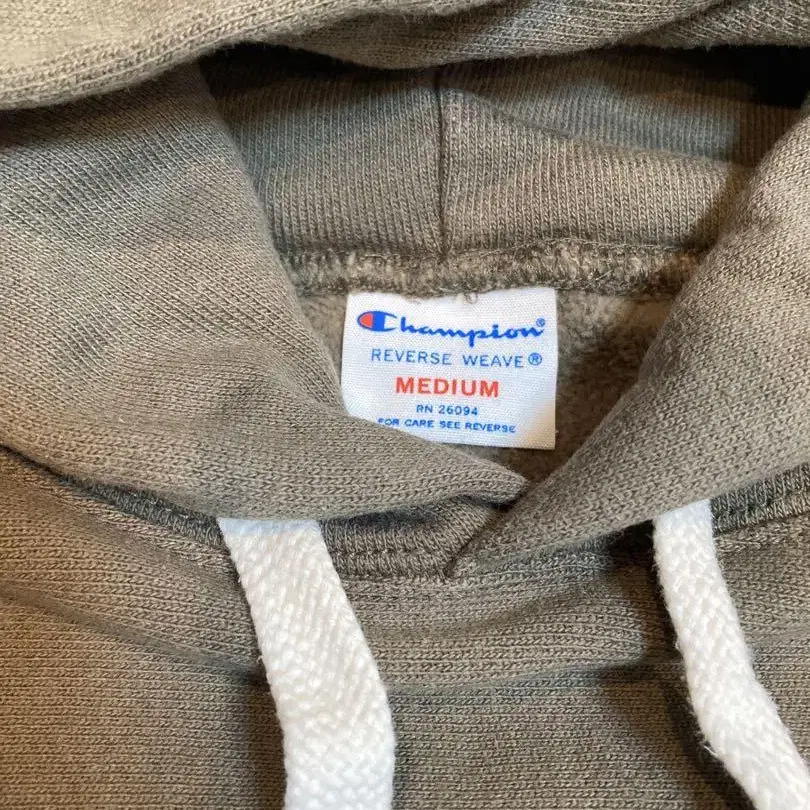 Champion®
REVERSE WEAVE®
MEDIUM
RN 26094
FOR CARE SEE REVERSE